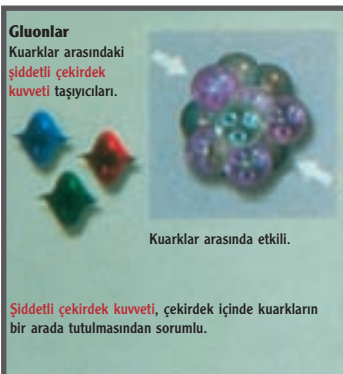 Gluonlar
Kuarklar arasındaki
şiddetli çekirdek
kuvveti taşıyıcıları.
Kuarklar arasında etkili.
Şiddetli çekirdek kuvveti, çekirdek içinde kuarkların
bir arada tutulmasından sorumlu.